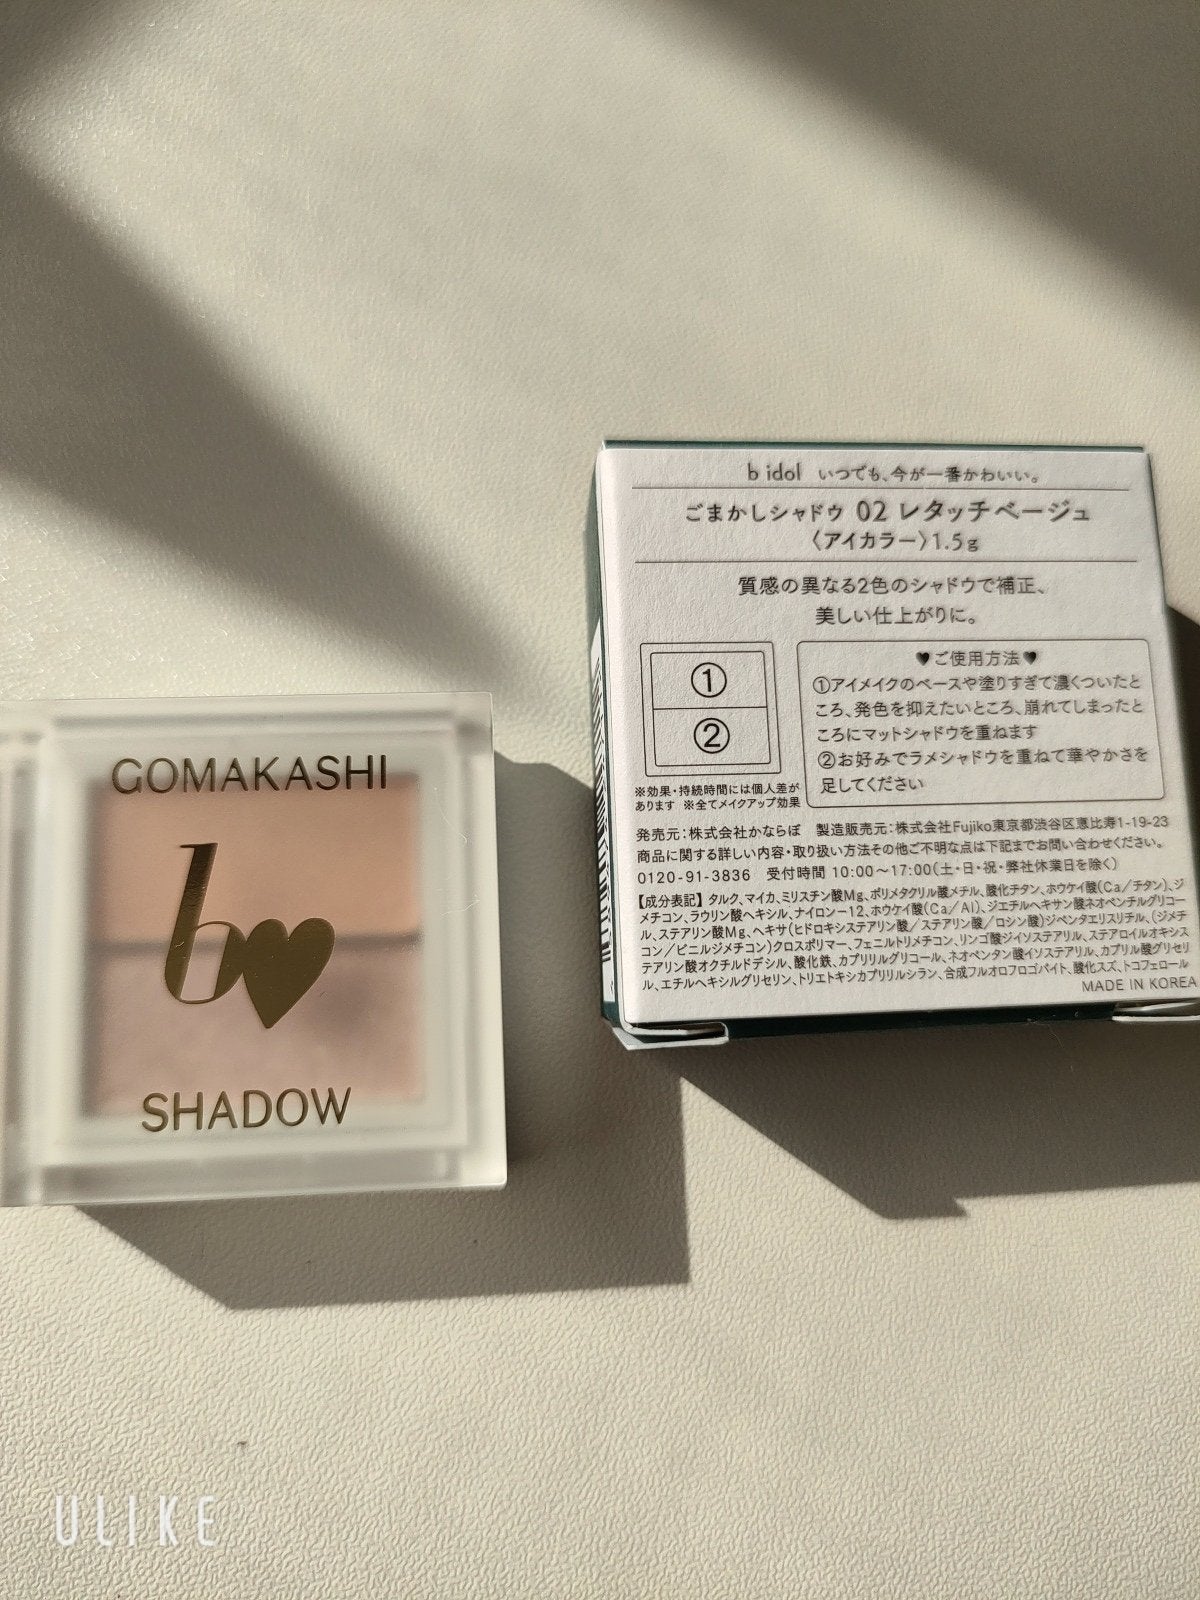 GOMAKASHI
b
SHADOW
b idol いつでも、今が一番かわいい。
ごまかしシャドウ 02 レタッチベージュ
〈アイカラー〉1.5g
質感の異なる2色のシャドウで補正、
美しい仕上がりに。
①
②
※効果・持続時間には個人差が
あります ※全てメイクアップ効果
♥ご使用方法♥
①アイメイクのベースや塗りすぎて濃くついたと
ころ、発色を抑えたいところ、崩れてしまったと
ころにマットシャドウを重ねます
②お好みでラメシャドウを重ねて華やかさを
足してください
発売元：株式会社かならぼ 製造販売元：株式会社Fujiko東京都渋谷区恵比寿1-19-23
商品に関する詳しい内容・取り扱い方法その他ご不明な点は下記までお問い合わせください。
0120-91-3836 受付時間 10:00～17:00（土・日・祝・弊社休業日を除く）
【成分表記】タルク、マイカ、ミリスチン酸Mg、ポリメタクリル酸メチル、酸化チタン、ホウケイ酸（Ca／チタン）、ジ
メチコン、ラウリン酸ヘキシル、ナイロン－12、ホウケイ酸（Ca／Al）、ジエチルヘキサン酸ネオペンチルグリコー
ル、ステアリン酸Mg、ヘキサ（ヒドロキシステアリン酸／ステアリン酸／ロジン酸）ジペンタエリスリチル、（ジメチ
コン／ビニルジメチコン）クロスポリマー、フェニルトリメチコン、リンゴ酸ジイソステアリル、ステアロイルオキシス
テアリン酸オクチルドデシル、酸化鉄、カプリリルグリコール、ネオペンタン酸イソステアリル、カプリル酸グリセリ
ル、エチルヘキシルグリセリン、トリエトキシカプリリルシラン、合成フルオロフロゴパイト、酸化スズ、トコフェロール
MADE IN KOREA
ULIKE